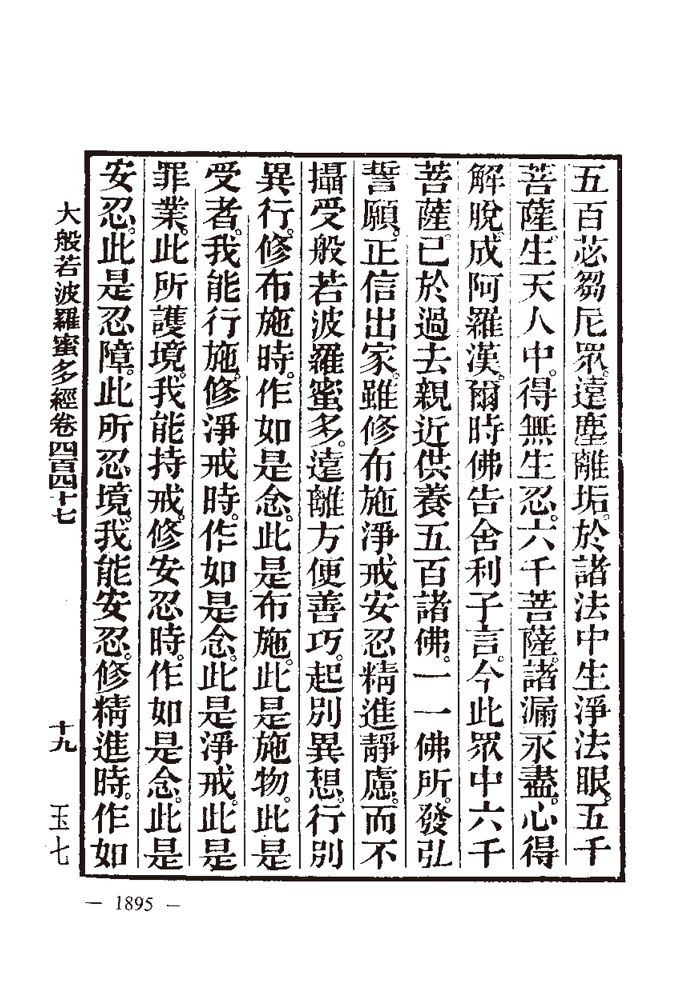 五百苾芻尼眾。遠塵離垢。於諸法中生淨法眼。五千
菩薩。生天人中。得無生忍。六千菩薩。諸漏永盡。心得
解脫。成阿羅漢。爾時佛告舍利子言。今此眾中六千
菩薩。已於過去親近供養五百諸佛。一一佛所。發弘
誓願。正信出家。雖修布施淨戒安忍精進靜慮。而不
攝受般若波羅蜜多。遠離方便善巧。起別異想。行別
異行。修布施時。作如是念。此是布施。此是施物。此是
受者。我能行施。修淨戒時。作如是念。此是淨戒。此是
罪業。此所護境。我能持戒。修安忍時。作如是念。此是
安忍。此是忍障。此所忍境。我能安忍。修精進時。作如
大般若波羅蜜多經卷四百四十七
十九
玉七
— 1895 —